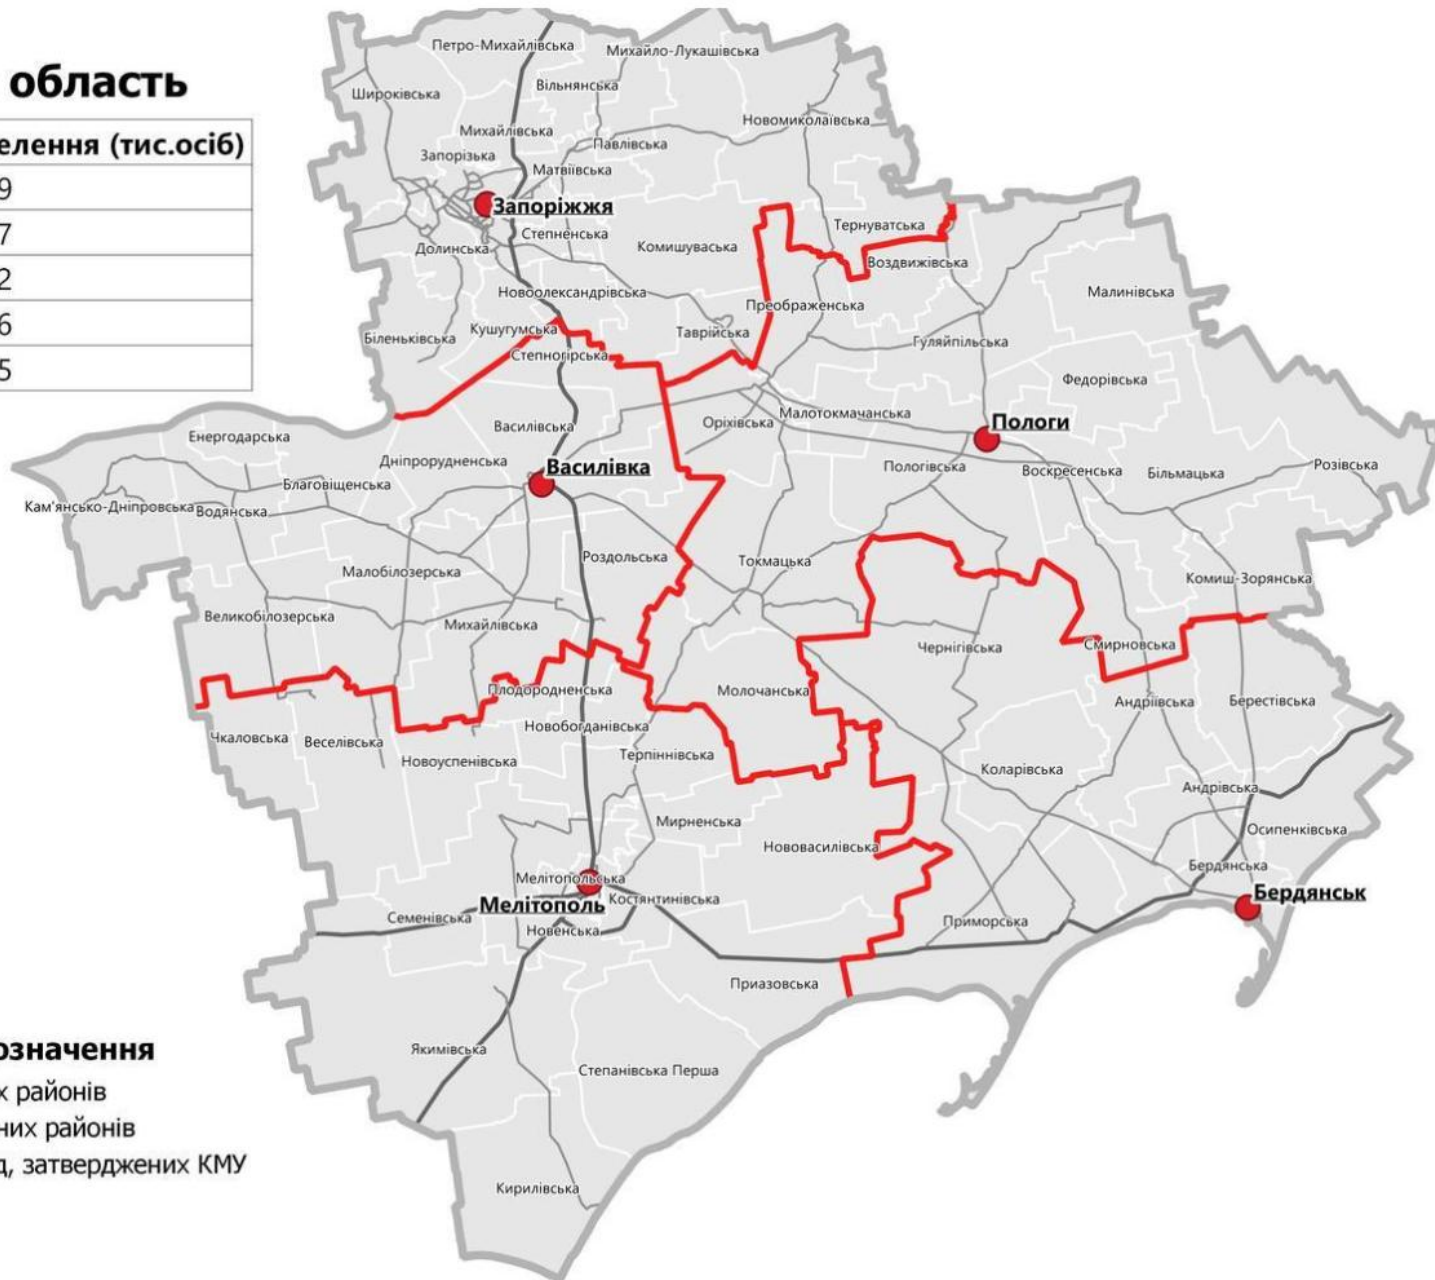 область
елення (тис.осіб)
9
7
2
6
5
Петро-Михайлівська
Михайло-Лукашівська
Вільнянська
Широківська
Новомиколаївська
Михайлівська
Павлівська
Запорізька
Матвіївська
Запоріжжя
Тернуватська
Степненська
Комишуваська
Долинська
Воздвижівська
Новоолександрівська
Малинівська
Преображенська
Кушугумська
Таврійська
Біленьківська
Гуляйпільська
Степногірська
Федорівська
Малотокмачанська
Оріхівська
Пологи
Василівська
Енергодарська
Дніпрорудненська
Василівка
Пологівська
Воскресенська
Більмацька
Розівська
Благовіщенська
Кам'янсько-Дніпровська
Водянська
Роздольська
Токмацька
Малобілозерська
Комиш-Зорянська
Великобілозерська
Михайлівська
Чернігівська
Смирновська
Плодородненська
Молочанська
Андріївська
Берестівська
Новобогданівська
Чкаловська
Веселівська
Терпіннівська
Новоуспенівська
Коларівська
Андрівська
Мирненська
Осипенківська
Нововасилівська
Бердянська
Мелітопольська
Бердянськ
Мелітополь
Костянтинівська
Семенівська
Приморська
Новенська
Приазовська
Якимівська
Степанівська Перша
Кирилівська
означення
х районів
них районів
д, затверджених КМУ